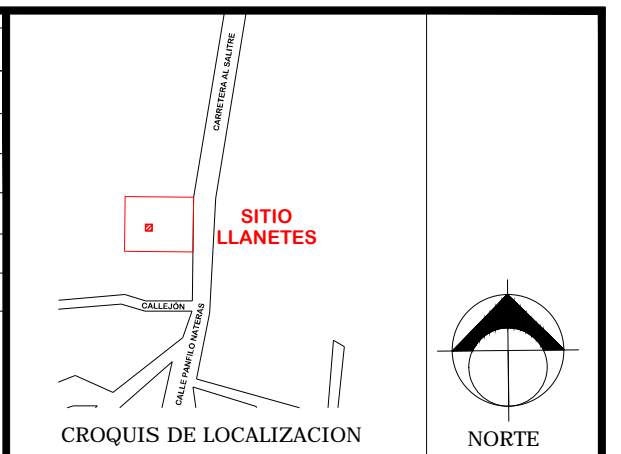 CARRETERA AL SALITRE
SITIO
LLANETES
CALLEJÓN
CALLE PANFILO NATERAS
CROQUIS DE LOCALIZACION
NORTE